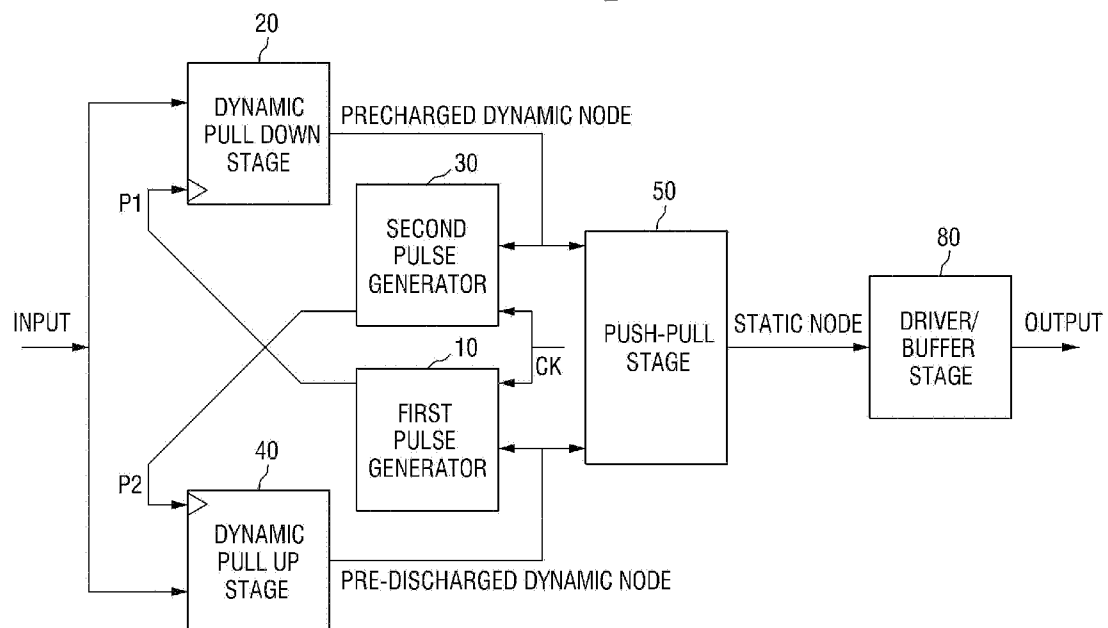 20
DYNAMIC
PULL DOWN
STAGE
PRECHARGED DYNAMIC NODE
P1
30
SECOND
PULSE
GENERATOR
50
PUSH-PULL
STAGE
80
DRIVER/
BUFFER
STAGE
INPUT
STATIC NODE
OUTPUT
CK
10
FIRST
PULSE
GENERATOR
P2
40
DYNAMIC
PULL UP
STAGE
PRE-DISCHARGED DYNAMIC NODE